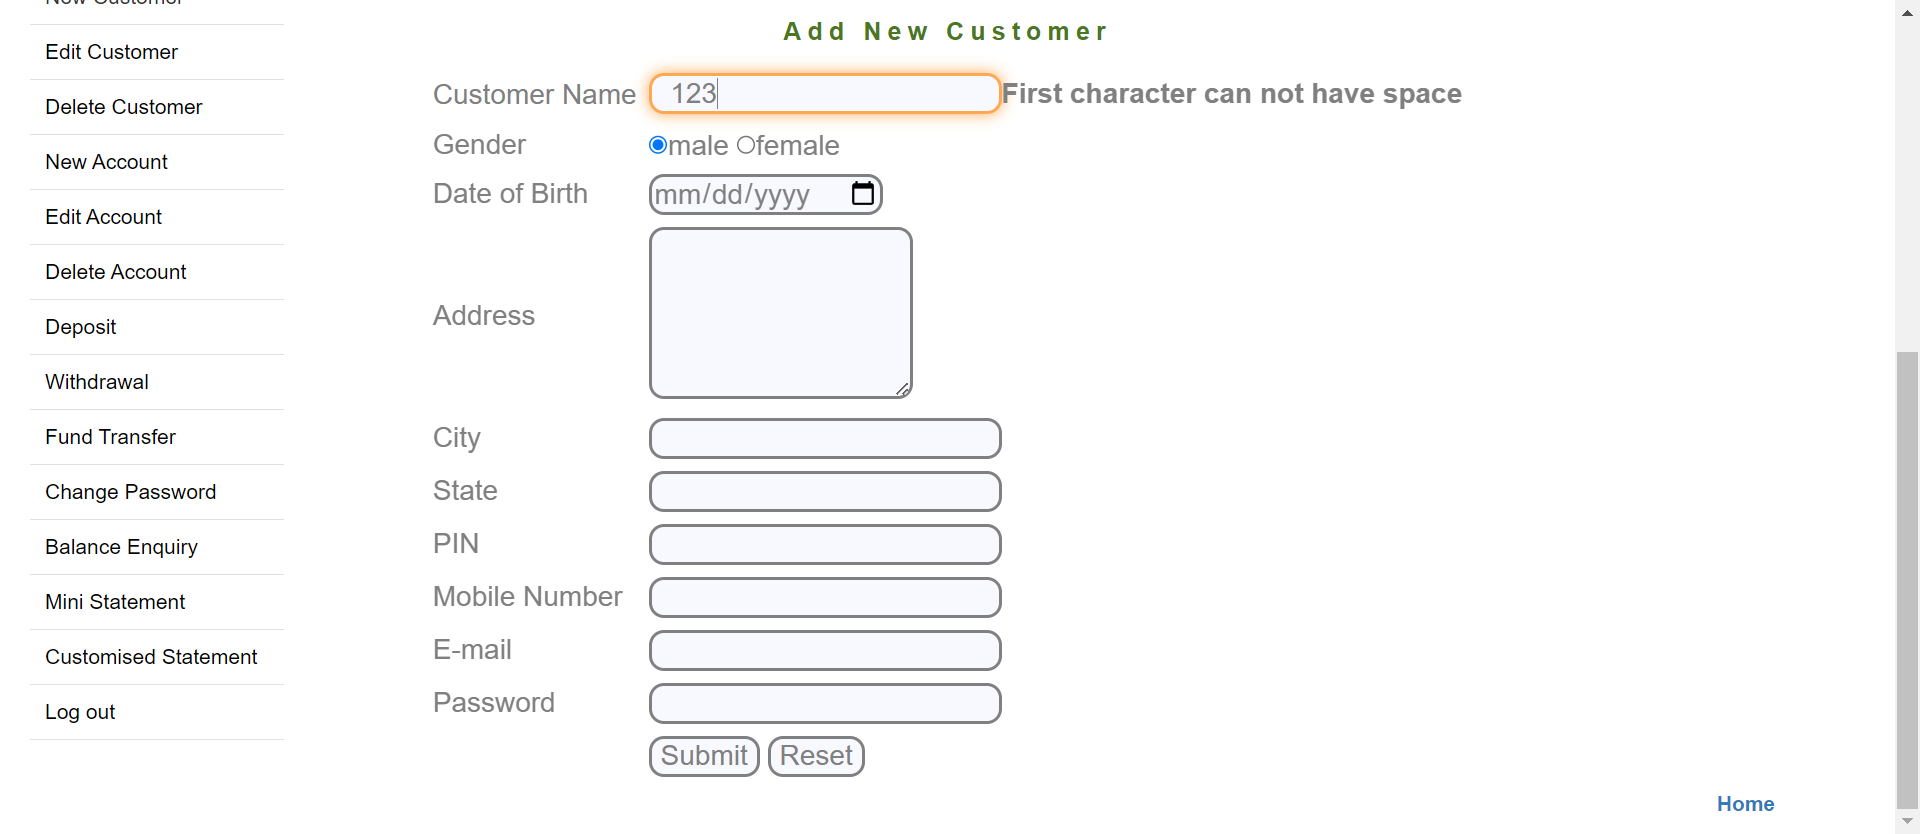 New Customer
Edit Customer
Delete Customer
New Account
Edit Account
Delete Account
Deposit
Withdrawal
Fund Transfer
Change Password
Balance Enquiry
Mini Statement
Customised Statement
Log out
Add New Customer
Customer Name 123 First character can not have space
Gender male female
Date of Birth mm/dd/yyyy
Address
City
State
PIN
Mobile Number
E-mail
Password
Submit Reset
Home